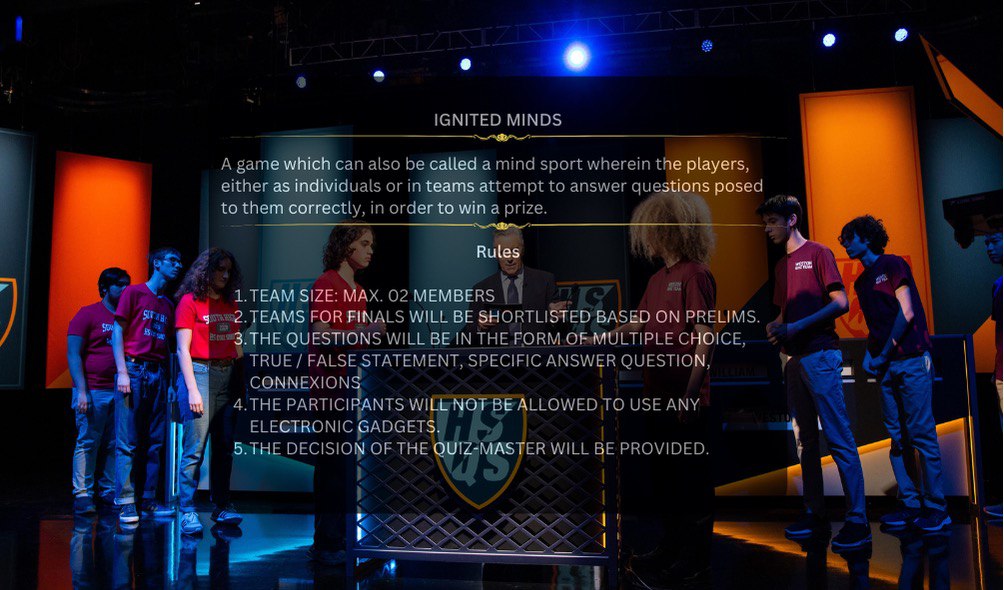 IGNITED MINDS
A game which can also be called a mind sport wherein the players,
either as individuals or in teams attempt to answer questions posed
to them correctly, in order to win a prize.
Rules
1. TEAM SIZE: MAX. 02 MEMBERS
2. TEAMS FOR FINALS WILL BE SHORTLISTED BASED ON PRELIMS.
3. THE QUESTIONS WILL BE IN THE FORM OF MULTIPLE CHOICE,
TRUE / FALSE STATEMENT, SPECIFIC ANSWER QUESTION,
CONNEXIONS
4. THE PARTICIPANTS WILL NOT BE ALLOWED TO USE ANY
ELECTRONIC GADGETS.
5. THE DECISION OF THE QUIZ-MASTER WILL BE PROVIDED.
HS
QS